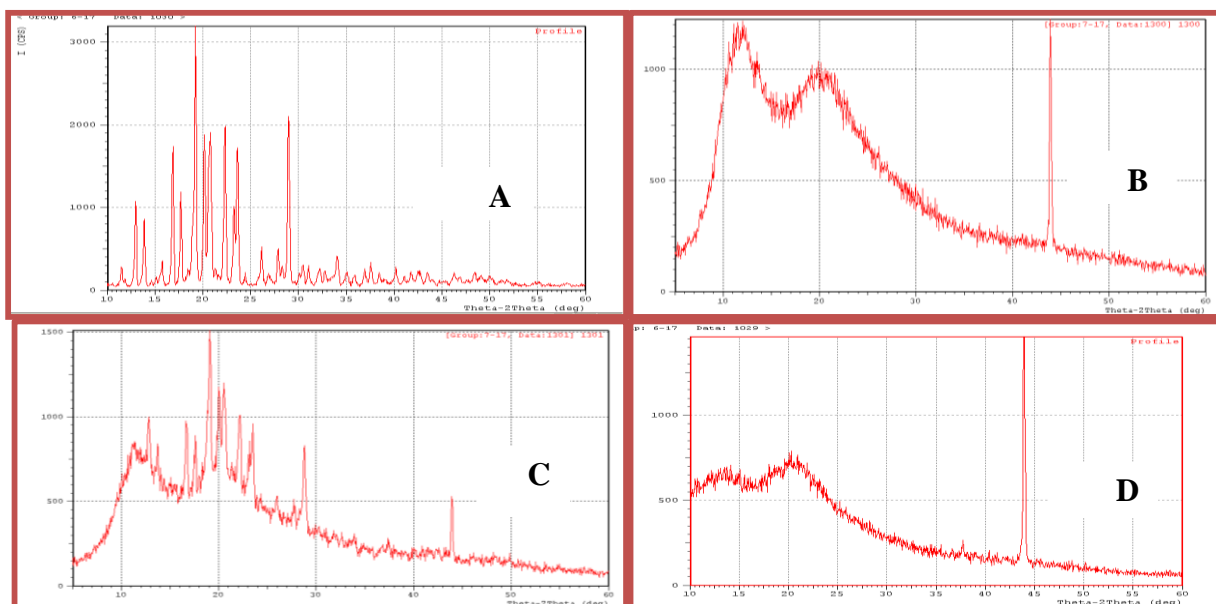 < Group: 6-17 Data: 1030 >
I (CPS)
Profile
3000
2000
1000
0
10 15 20 25 30 35 40 45 50 55 60
Theta-2Theta (deg)
A
[Group:7-17, Data:1300] 1300
1000
500
0
10 20 30 40 50 60
Theta-2Theta (deg)
B
[Group:7-17, Data:1301] 1301
1500
1000
500
0
10 20 30 40 50 60
Theta-2Theta (deg)
C
p: 6-17 Data: 1029 >
Profile
1000
500
0
10 15 20 25 30 35 40 45 50 55 60
Theta-2Theta (deg)
D